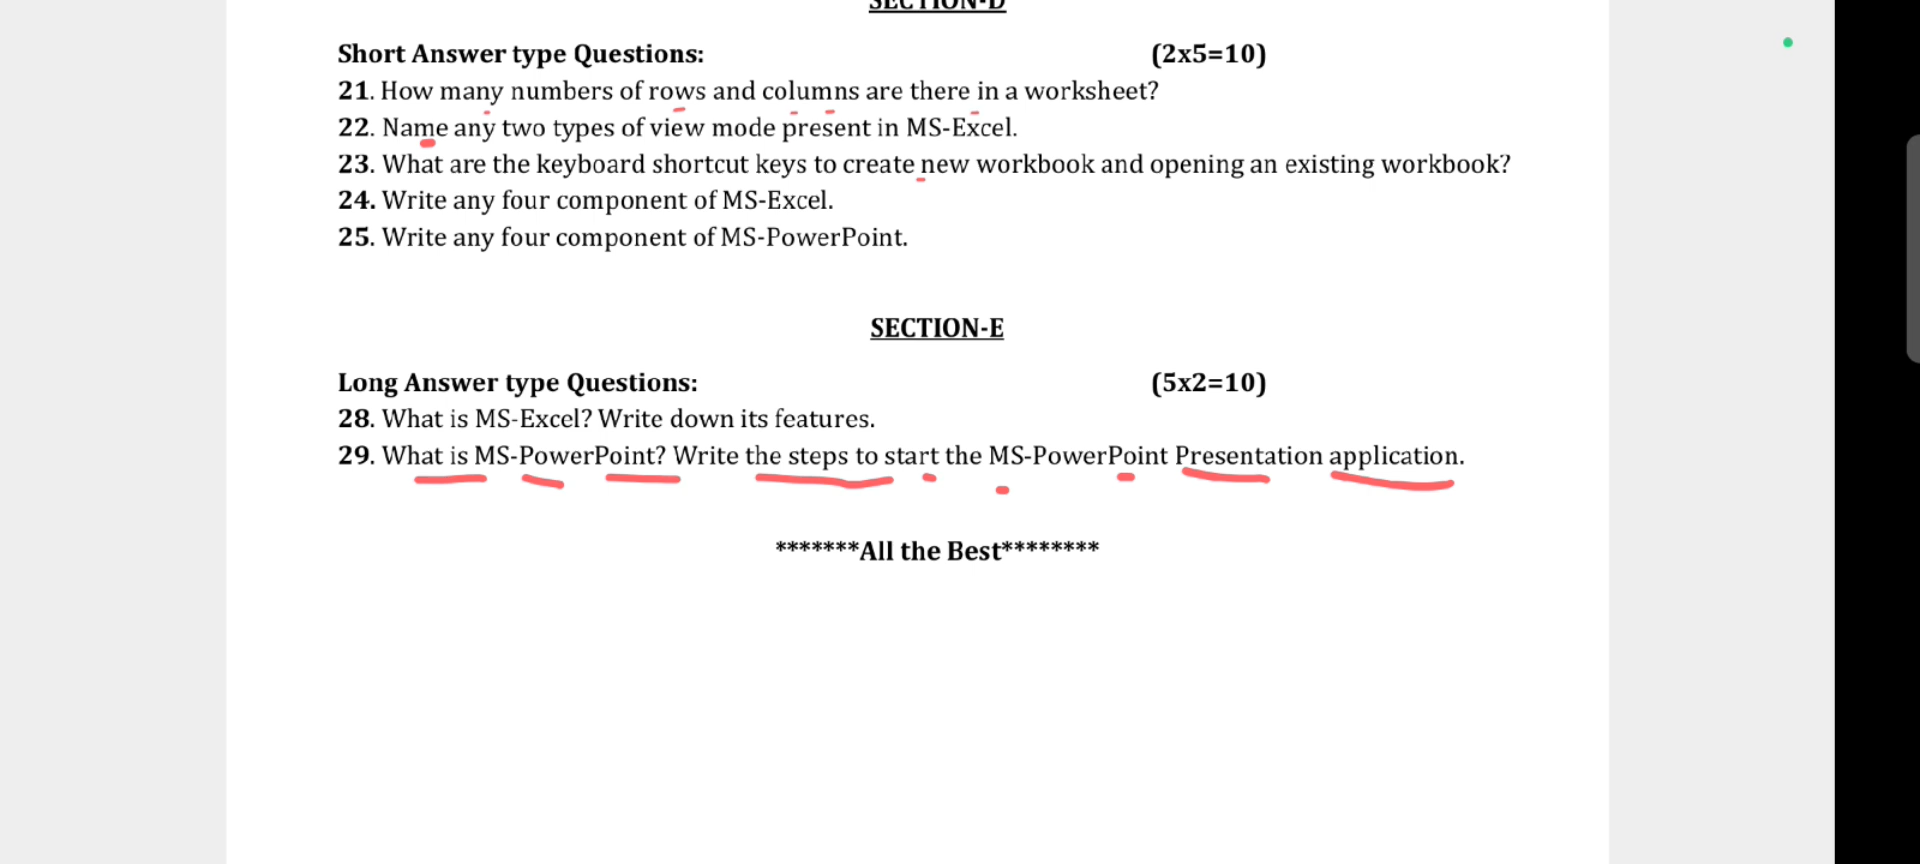 SECTION-D
Short Answer type Questions: (2x5=10)
21. How many numbers of rows and columns are there in a worksheet?
22. Name any two types of view mode present in MS-Excel.
23. What are the keyboard shortcut keys to create new workbook and opening an existing workbook?
24. Write any four component of MS-Excel.
25. Write any four component of MS-PowerPoint.
SECTION-E
Long Answer type Questions: (5x2=10)
28. What is MS-Excel? Write down its features.
29. What is MS-PowerPoint? Write the steps to start the MS-PowerPoint Presentation application.
*******All the Best********